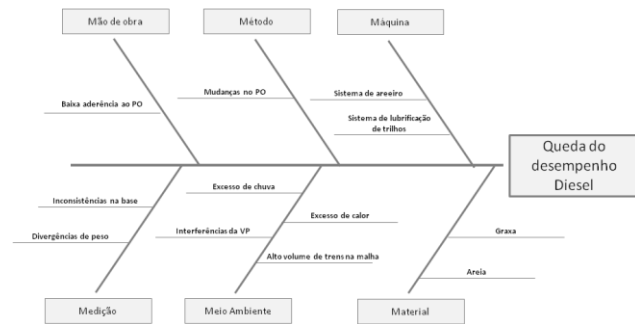 Mão de obra
Método
Máquina
Baixa aderência ao PO
Mudanças no PO
Sistema de areeiro
Sistema de lubrificação
de trilhos
Queda do
desempenho
Diesel
Inconsistências na base
Divergências de peso
Excesso de chuva
Excesso de calor
Interferências da VP
Alto volume de trens na malha
Graxa
Areia
Medição
Meio Ambiente
Material